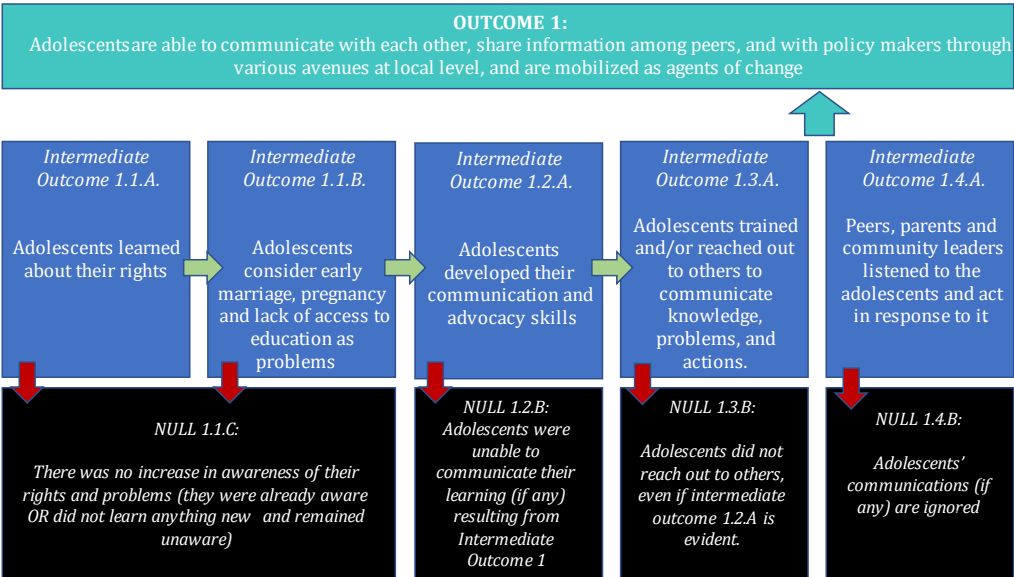 OUTCOME 1:
Adolescents are able to communicate with each other, share information among peers, and with policy makers through
various avenues at local level, and are mobilized as agents of change
Intermediate
Outcome 1.1.A.
Adolescents learned
about their rights
Intermediate
Outcome 1.1.B.
Adolescents
consider early
marriage, pregnancy
and lack of access to
education as
problems
Intermediate
Outcome 1.2.A.
Adolescents
developed their
communication and
advocacy skills
Intermediate
Outcome 1.3.A.
Adolescents trained
and/or reached out
to others to
communicate
knowledge,
problems, and
actions.
Intermediate
Outcome 1.4.A.
Peers, parents and
community leaders
listened to the
adolescents and act
in response to it
NULL 1.1.C:
There was no increase in awareness of their
rights and problems (they were already aware
OR did not learn anything new and remained
unaware)
NULL 1.2.B:
Adolescents were
unable to
communicate their
learning (if any)
resulting from
Intermediate
Outcome 1
NULL 1.3.B:
Adolescents did not
reach out to others,
even if intermediate
outcome 1.2.A is
evident.
NULL 1.4.B:
Adolescents'
communications (if
any) are ignored